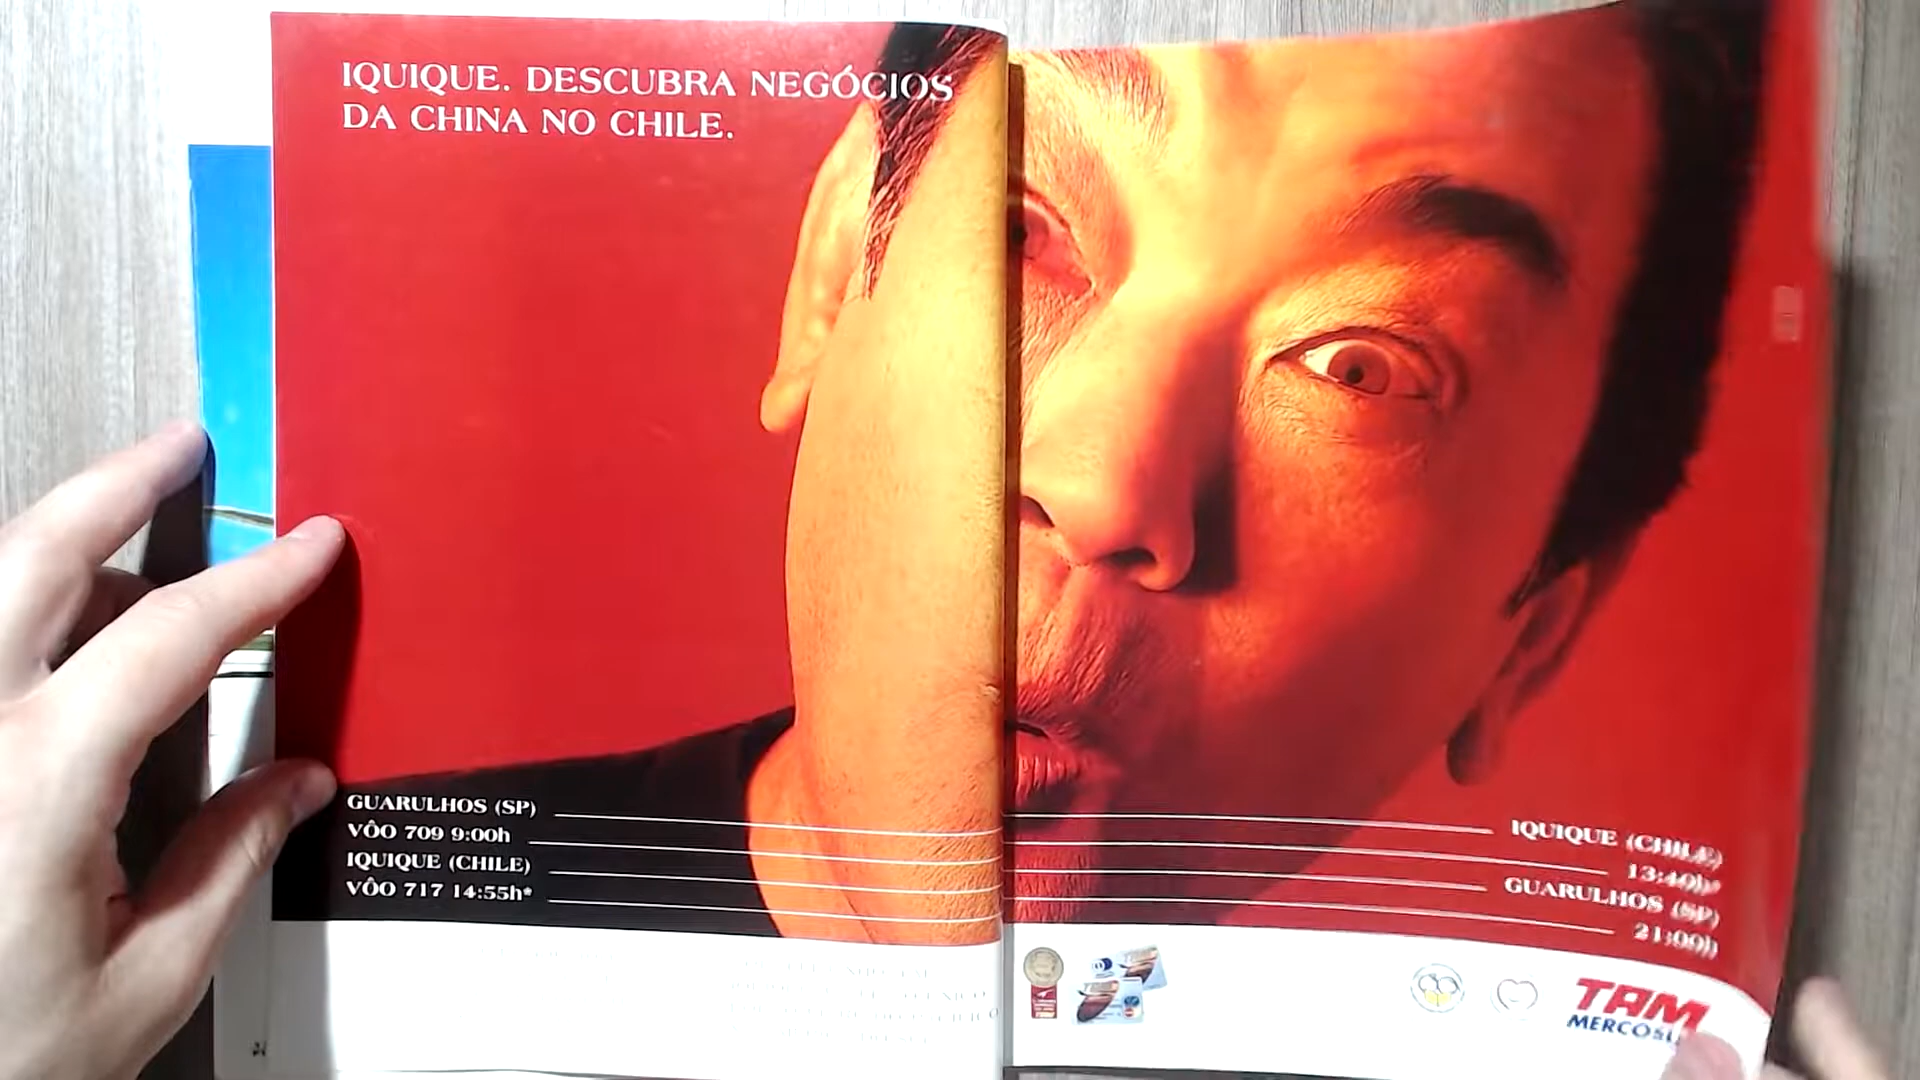 IQUIQUE. DESCUBRA NEGÓCIOS
DA CHINA NO CHILE.
GUARULHOS (SP)
VÔO 709 9:00h
IQUIQUE (CHILE)
VÔO 717 14:55h*
IQUIQUE (CHILE)
13:40h*
GUARULHOS (SP)
21:00h
TAM